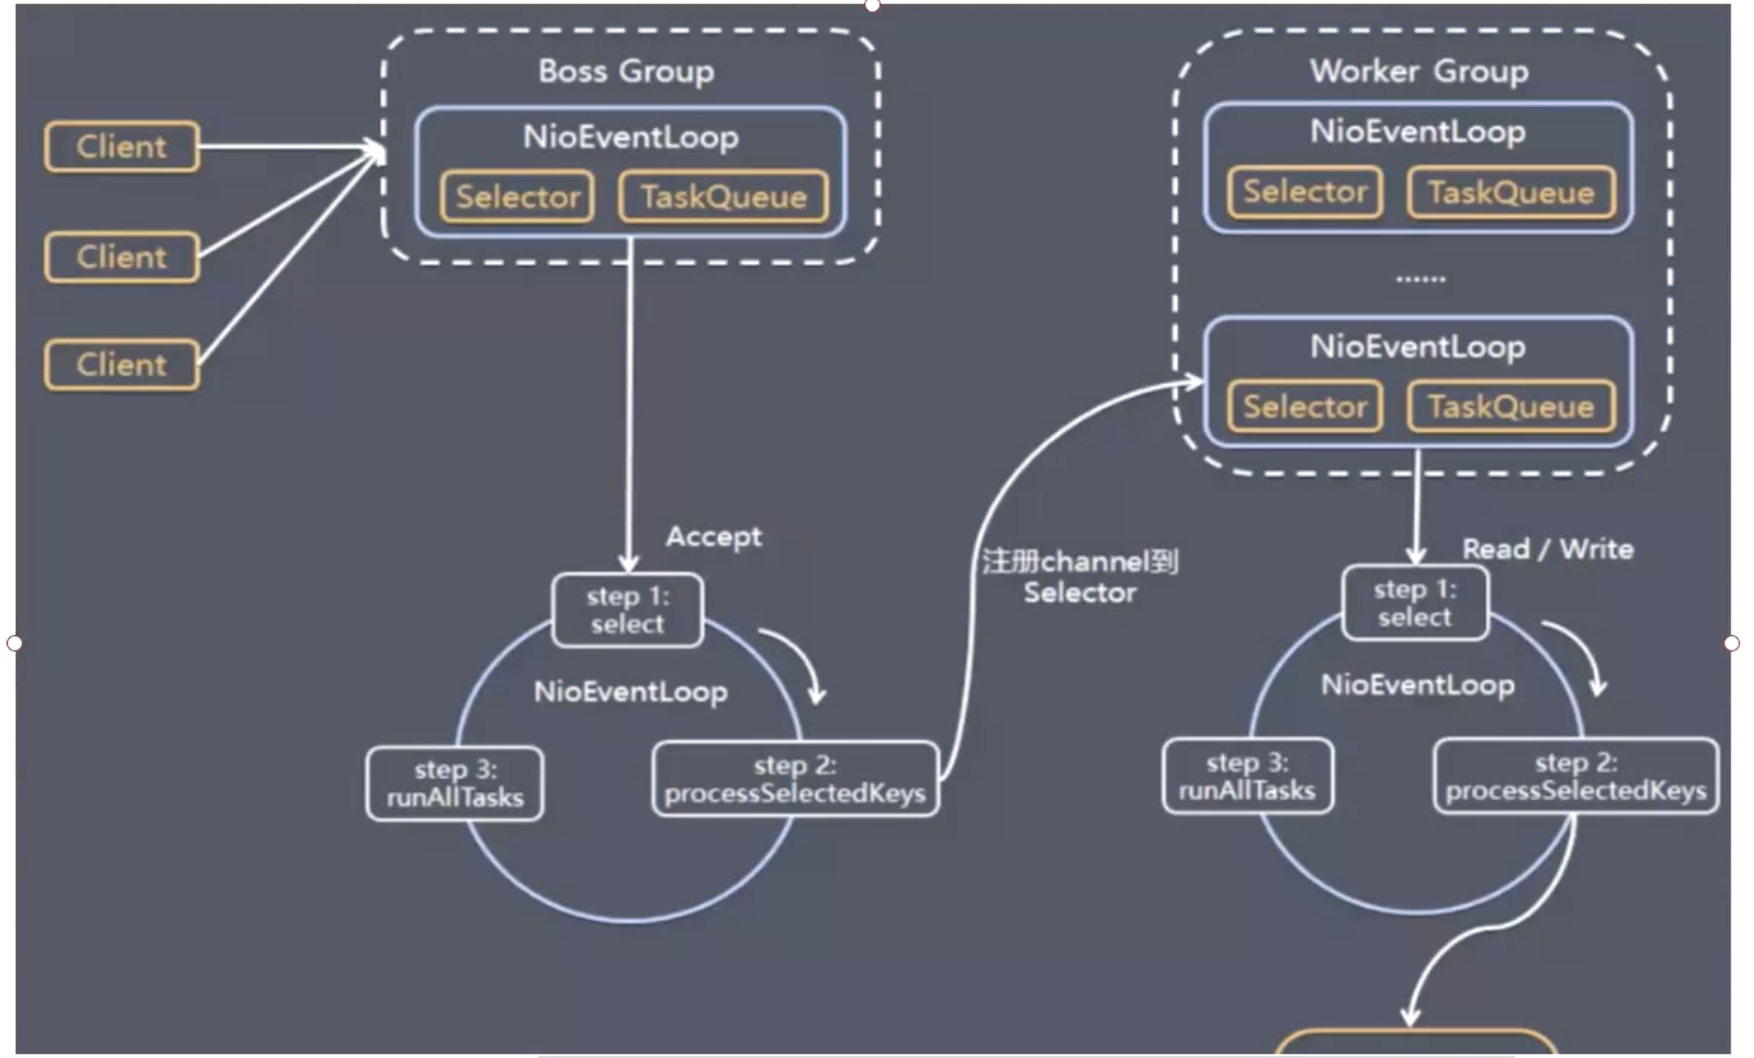 Boss Group
NioEventLoop
Selector
TaskQueue
Client
Client
Client
Worker Group
NioEventLoop
Selector
TaskQueue
......
NioEventLoop
Selector
TaskQueue
Accept
step 1:
select
NioEventLoop
step 2:
processSelectedKeys
step 3:
runAllTasks
注册channel到
Selector
Read / Write
step 1:
select
NioEventLoop
step 2:
processSelectedKeys
step 3:
runAllTasks